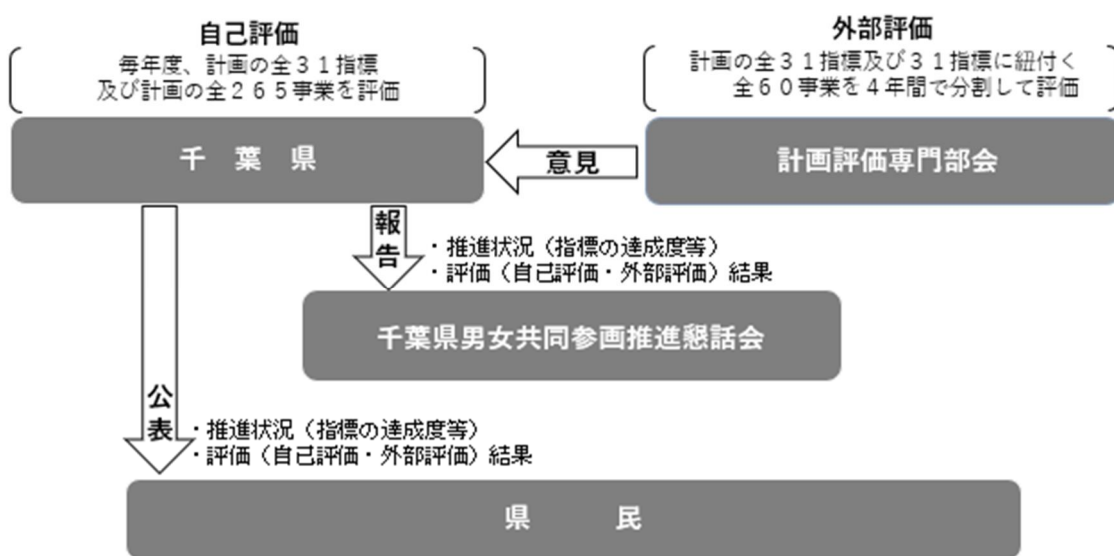 自己評価
毎年度、計画の全３１指標
及び計画の全２６５事業を評価
外部評価
計画の全３１指標及び３１指標に紐付く
全６０事業を４年間で分割して評価
千　葉　県
意見
計画評価専門部会
報告
・推進状況（指標の達成度等）
・評価（自己評価・外部評価）結果
千葉県男女共同参画推進懇話会
公表
・推進状況（指標の達成度等）
・評価（自己評価・外部評価）結果
県　　　民